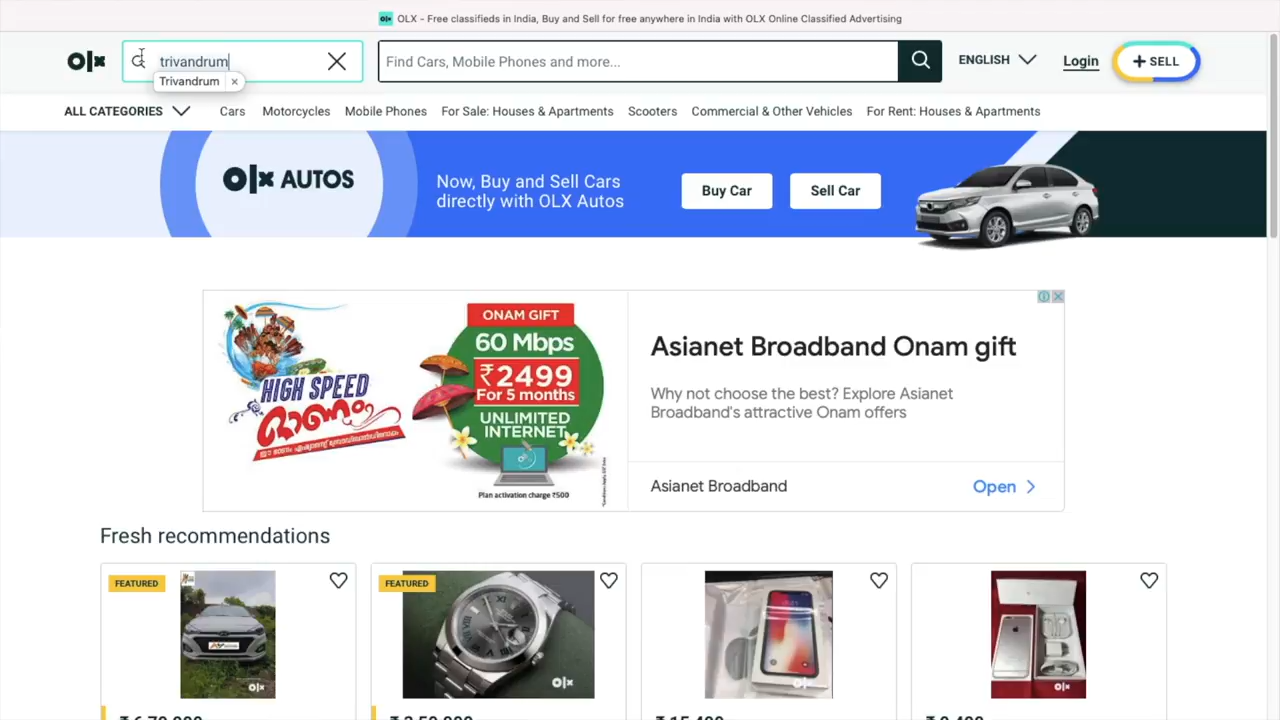 OLX - Free classifieds in India, Buy and Sell for free anywhere in India with OLX Online Classified Advertising
olx
trivandrum
Find Cars, Mobile Phones and more...
ENGLISH
Login
+ SELL
Trivandrum ×
ALL CATEGORIES
Cars
Motorcycles
Mobile Phones
For Sale: Houses & Apartments
Scooters
Commercial & Other Vehicles
For Rent: Houses & Apartments
olx AUTOS
Now, Buy and Sell Cars
directly with OLX Autos
Buy Car
Sell Car
HIGH SPEED
മാണം
ONAM GIFT
60 Mbps
₹2499
For 5 months
UNLIMITED
INTERNET
Plan activation charge ₹500
Asianet Broadband Onam gift
Why not choose the best? Explore Asianet
Broadband's attractive Onam offers
Asianet Broadband
Open
Fresh recommendations
FEATURED
olx
FEATURED
olx
olx
olx